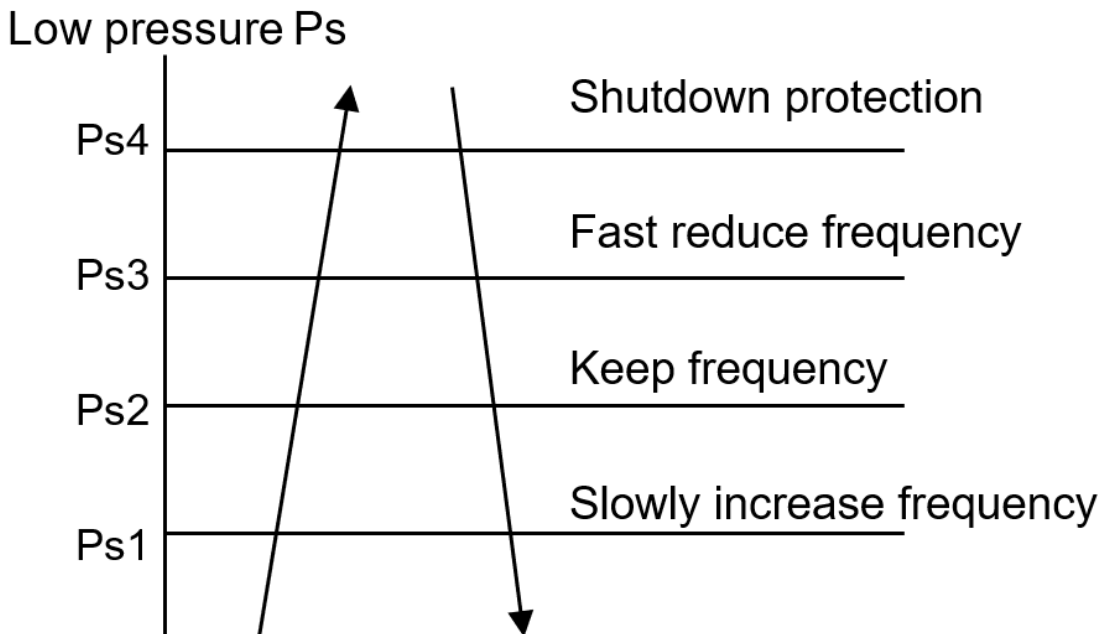 Low pressure Ps
Shutdown protection
Ps4
Fast reduce frequency
Ps3
Keep frequency
Ps2
Slowly increase frequency
Ps1